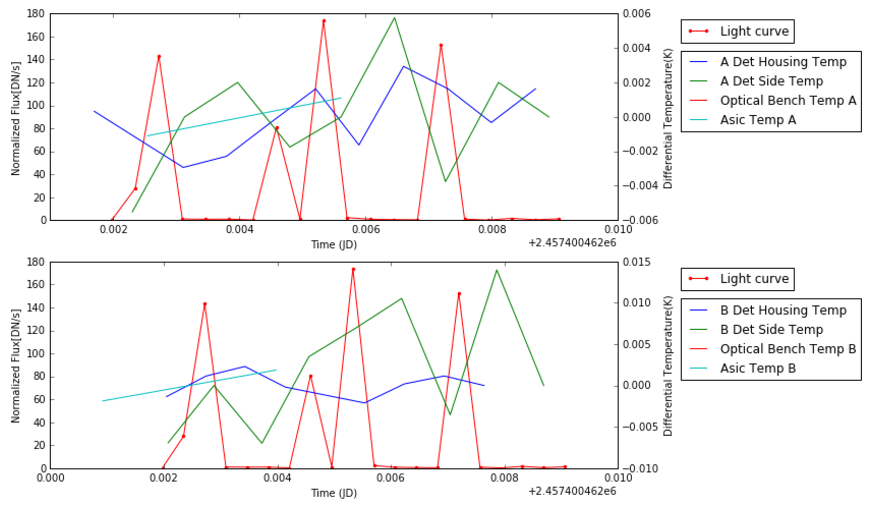 180
160
140
120
100
80
60
40
20
0
Normalized Flux[DN/s]
0.002
0.004
0.006
0.008
0.010
Time (JD)
+2.457400462e6
0.006
0.004
0.002
0.000
−0.002
−0.004
−0.006
Differential Temperature(K)
Light curve
A Det Housing Temp
A Det Side Temp
Optical Bench Temp A
Asic Temp A
180
160
140
120
100
80
60
40
20
0
Normalized Flux[DN/s]
0.000
0.002
0.004
0.006
0.008
0.010
Time (JD)
+2.457400462e6
0.015
0.010
0.005
0.000
−0.005
−0.010
Differential Temperature(K)
Light curve
B Det Housing Temp
B Det Side Temp
Optical Bench Temp B
Asic Temp B